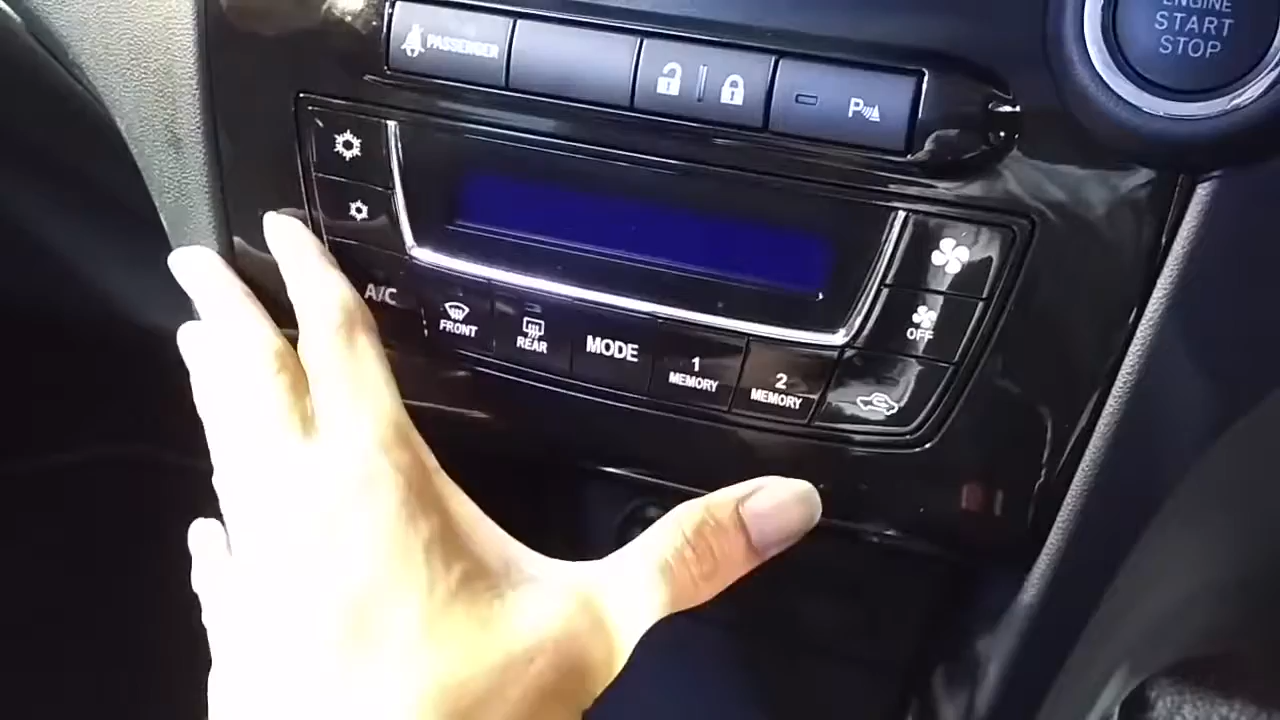 ENGINE
START
STOP
PASSENGER
P
A/C
FRONT
REAR
MODE
1
MEMORY
2
MEMORY
OFF